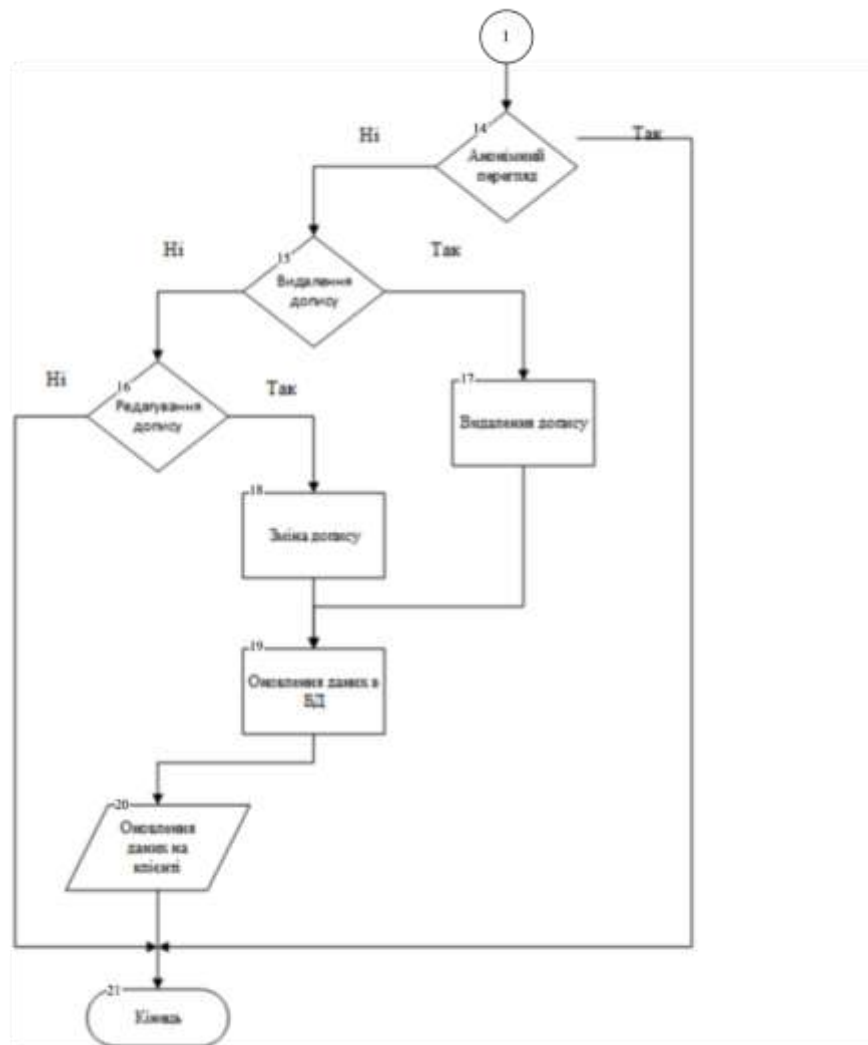 1
14
Ні
Так
Анонімний
перегляд
Ні
15
Так
Видалення
допису
Ні
16
Так
Редагування
допису
17
Видалення допису
18
Зміна допису
19
Оновлення даних в
БД
20
Оновлення
даних на
клієнті
21
Кінець